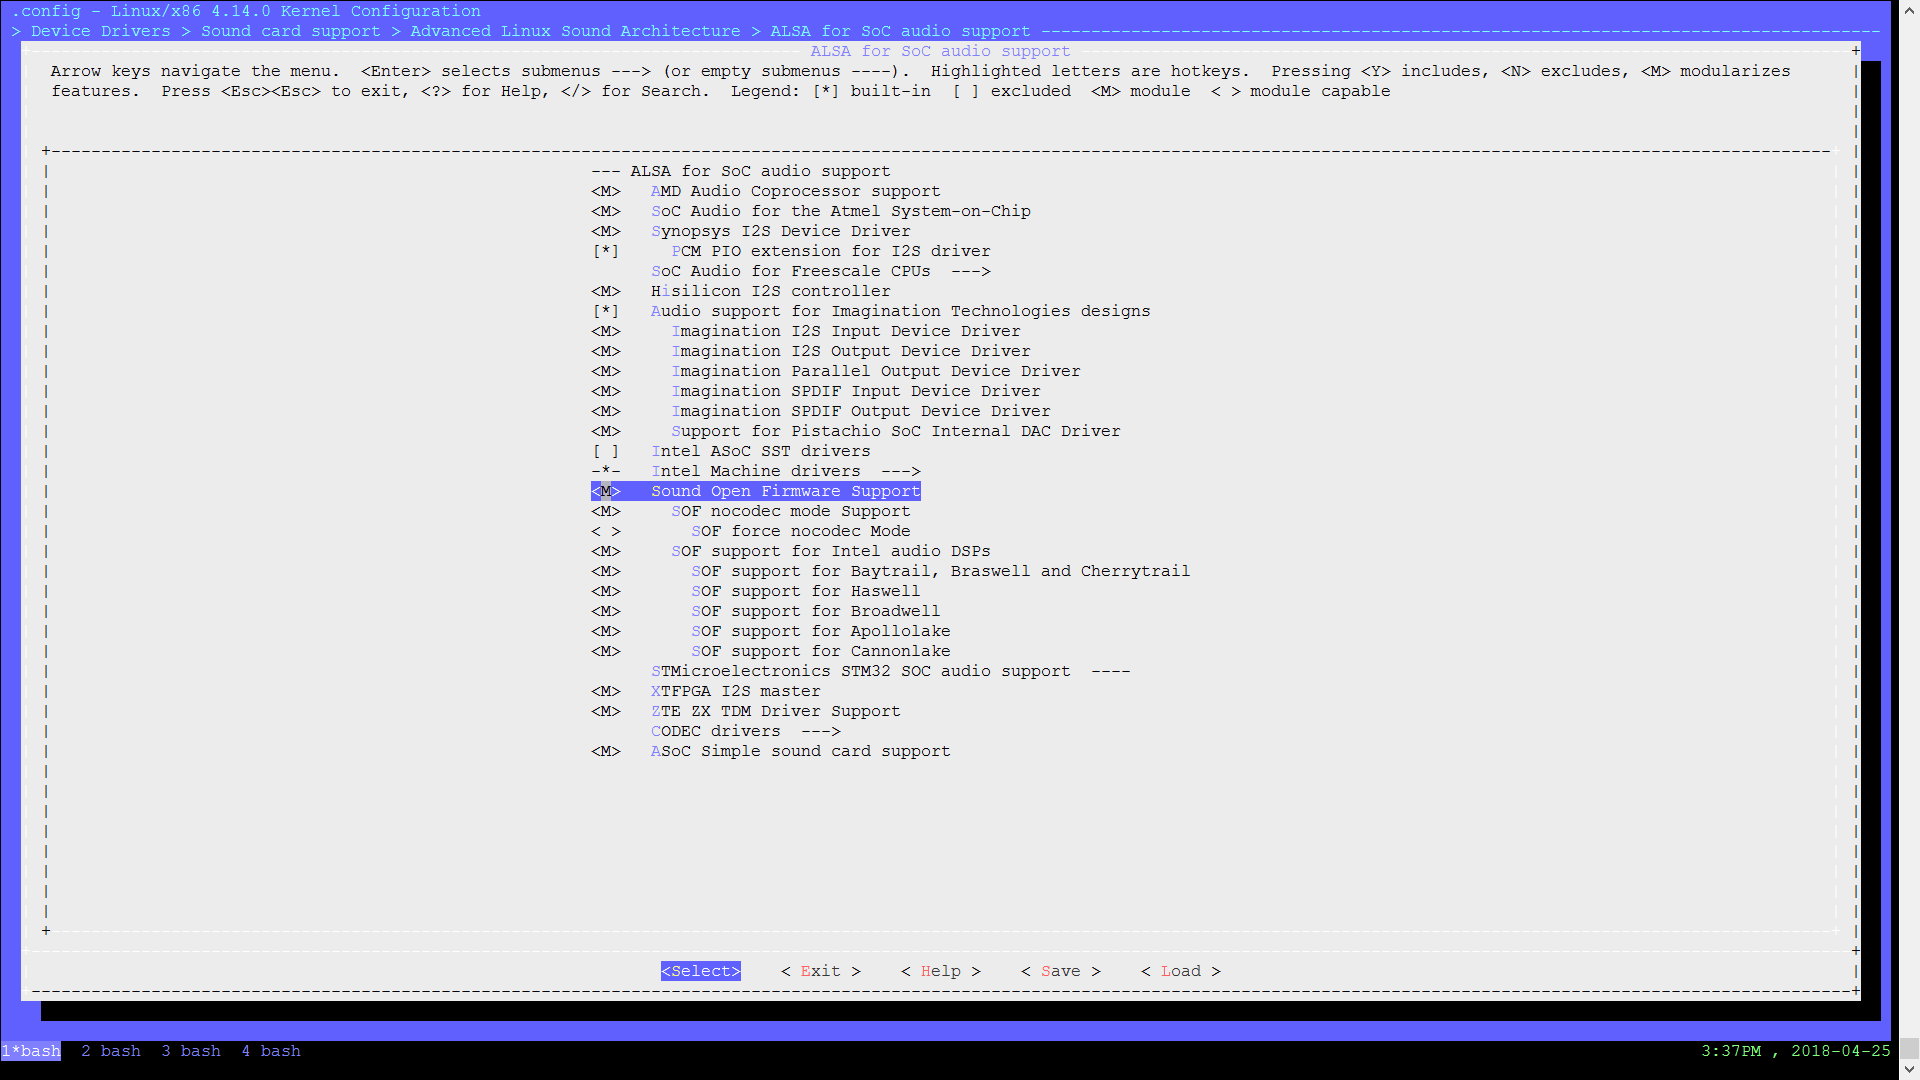 .config - Linux/x86 4.14.0 Kernel Configuration
> Device Drivers > Sound card support > Advanced Linux Sound Architecture > ALSA for SoC audio support
ALSA for SoC audio support
Arrow keys navigate the menu.  <Enter> selects submenus ---> (or empty submenus ----).  Highlighted letters are hotkeys.  Pressing <Y> includes, <N> excludes, <M> modularizes
features.  Press <Esc><Esc> to exit, <?> for Help, </> for Search.  Legend: [*] built-in  [ ] excluded  <M> module  < > module capable
--- ALSA for SoC audio support
<M>   AMD Audio Coprocessor support
<M>   SoC Audio for the Atmel System-on-Chip
<M>   Synopsys I2S Device Driver
[*]     PCM PIO extension for I2S driver
SoC Audio for Freescale CPUs  --->
<M>   Hisilicon I2S controller
[*]   Audio support for Imagination Technologies designs
<M>     Imagination I2S Input Device Driver
<M>     Imagination I2S Output Device Driver
<M>     Imagination Parallel Output Device Driver
<M>     Imagination SPDIF Input Device Driver
<M>     Imagination SPDIF Output Device Driver
<M>     Support for Pistachio SoC Internal DAC Driver
[ ]   Intel ASoC SST drivers
-*-   Intel Machine drivers  --->
<M>   Sound Open Firmware Support
<M>     SOF nocodec mode Support
< >       SOF force nocodec Mode
<M>     SOF support for Intel audio DSPs
<M>       SOF support for Baytrail, Braswell and Cherrytrail
<M>       SOF support for Haswell
<M>       SOF support for Broadwell
<M>       SOF support for Apollolake
<M>       SOF support for Cannonlake
STMicroelectronics STM32 SOC audio support  ----
<M>   XTFPGA I2S master
<M>   ZTE ZX TDM Driver Support
CODEC drivers  --->
<M>   ASoC Simple sound card support
<Select>    < Exit >    < Help >    < Save >    < Load >
1*bash  2 bash  3 bash  4 bash
3:37PM , 2018-04-25